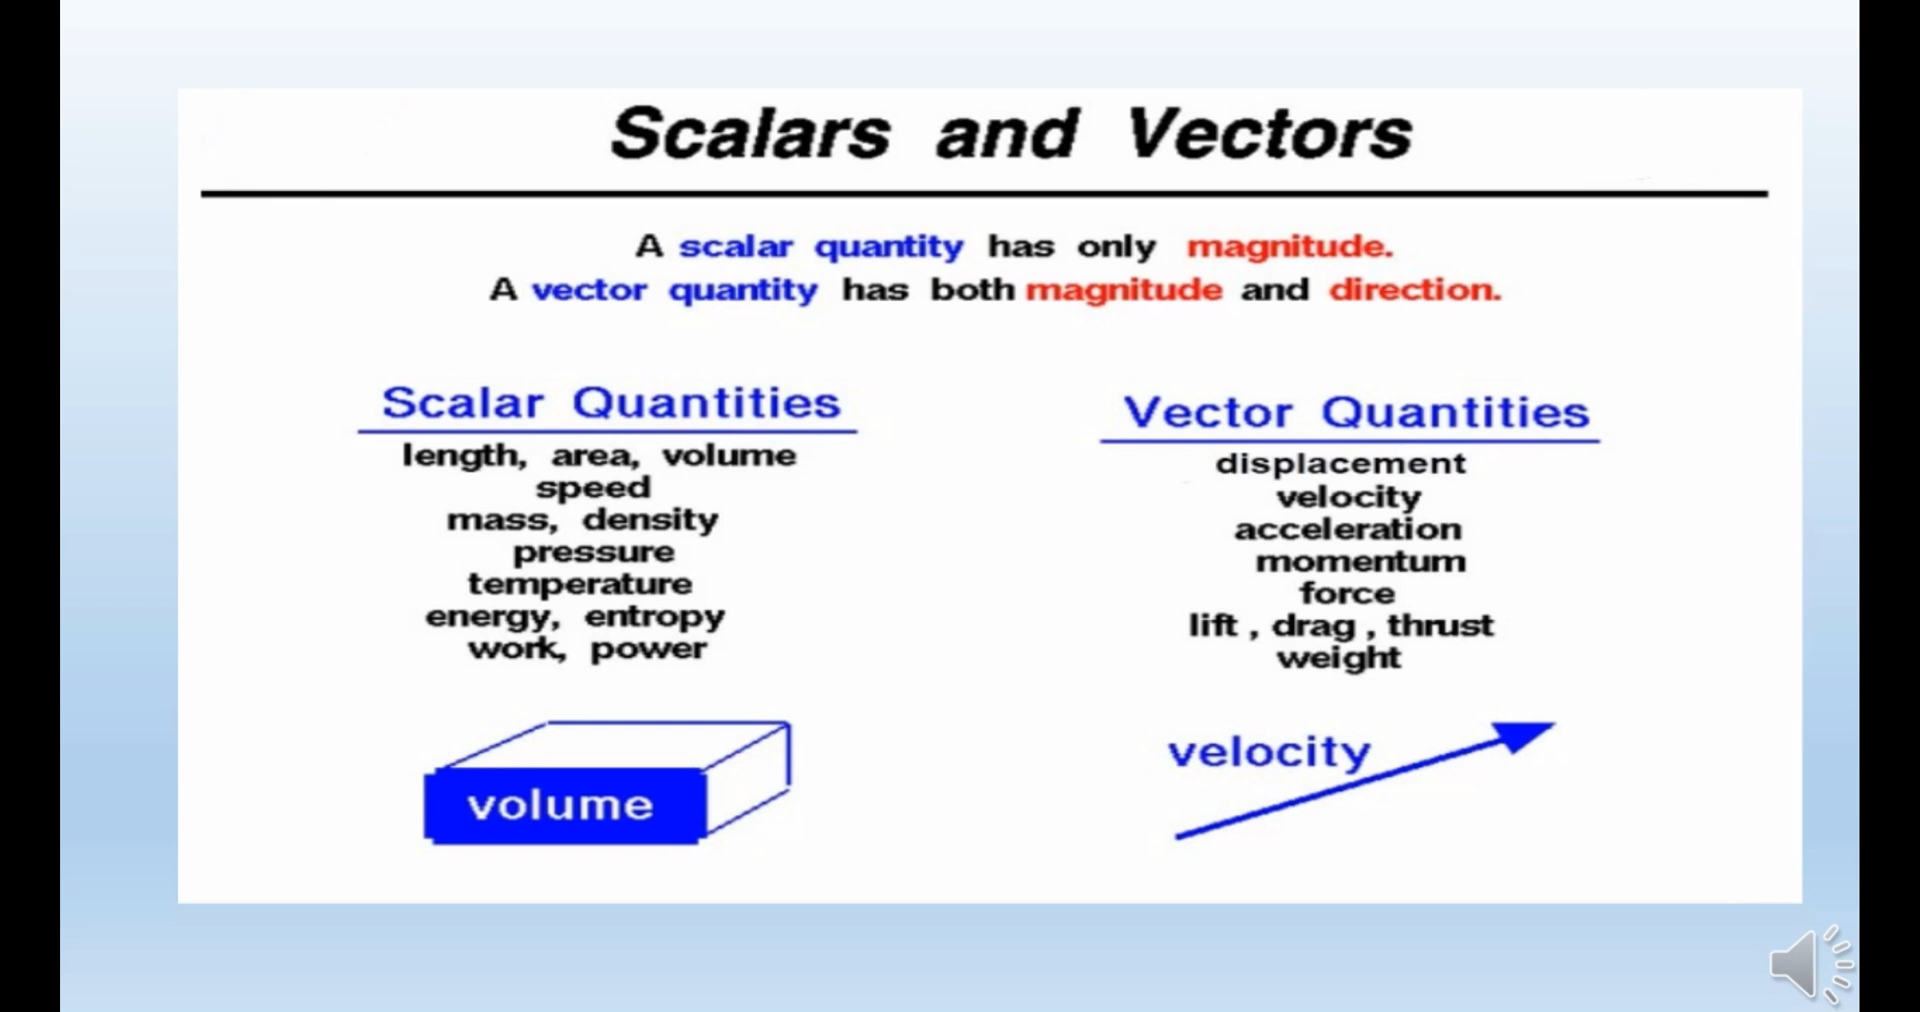 Scalars and Vectors
A scalar quantity has only magnitude.
A vector quantity has both magnitude and direction.
Scalar Quantities
length, area, volume
speed
mass, density
pressure
temperature
energy, entropy
work, power
volume
Vector Quantities
displacement
velocity
acceleration
momentum
force
lift , drag , thrust
weight
velocity